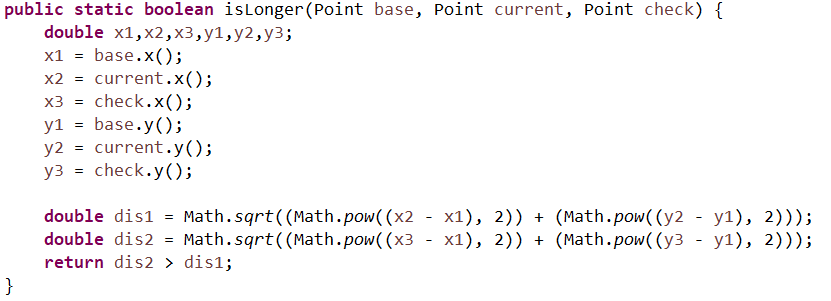 public static boolean isLonger(Point base, Point current, Point check) {
    double x1,x2,x3,y1,y2,y3;
    x1 = base.x();
    x2 = current.x();
    x3 = check.x();
    y1 = base.y();
    y2 = current.y();
    y3 = check.y();

    double dis1 = Math.sqrt((Math.pow((x2 - x1), 2)) + (Math.pow((y2 - y1), 2)));
    double dis2 = Math.sqrt((Math.pow((x3 - x1), 2)) + (Math.pow((y3 - y1), 2)));
    return dis2 > dis1;
}